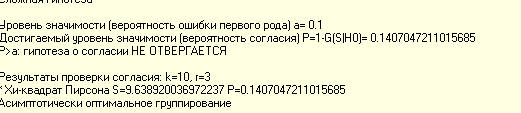 Сложная гипотеза
Уровень значимости (вероятность ошибки первого рода) a= 0.1
Достигаемый уровень значимости (вероятность согласия) P=1-G(S|H0)= 0.1407047211015685
P>a: гипотеза о согласии НЕ ОТВЕРГАЕТСЯ
Результаты проверки согласия: k=10, r=3
* Хи-квадрат Пирсона S=9.638920036972237 P=0.1407047211015685
Асимптотически оптимальное группирование